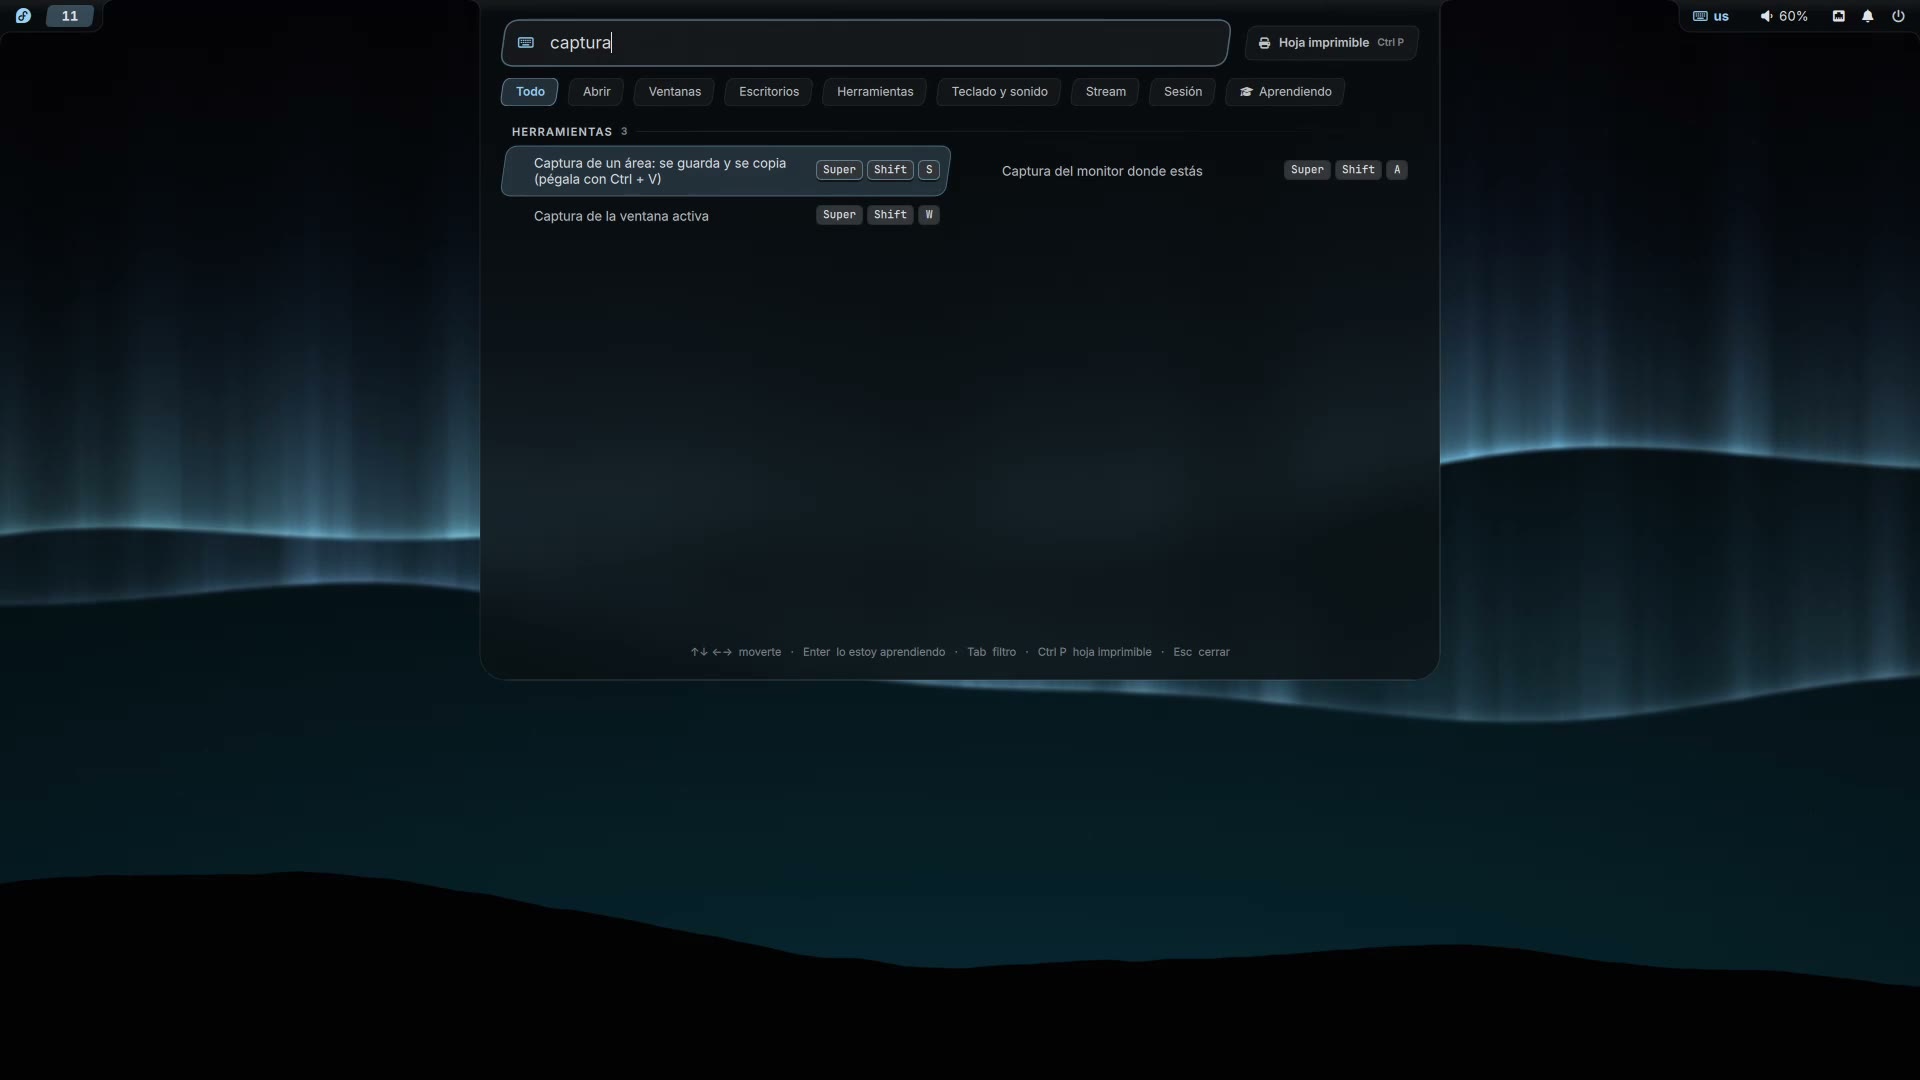 11
us 60%
captura
Hoja imprimible Ctrl P
Todo Abrir Ventanas Escritorios Herramientas Teclado y sonido Stream Sesión Aprendiendo
HERRAMIENTAS 3
Captura de un área: se guarda y se copia
(pégala con Ctrl + V) Super Shift S
Captura del monitor donde estás Super Shift A
Captura de la ventana activa Super Shift W
↑↓ ←→ moverte · Enter lo estoy aprendiendo · Tab filtro · Ctrl P hoja imprimible · Esc cerrar